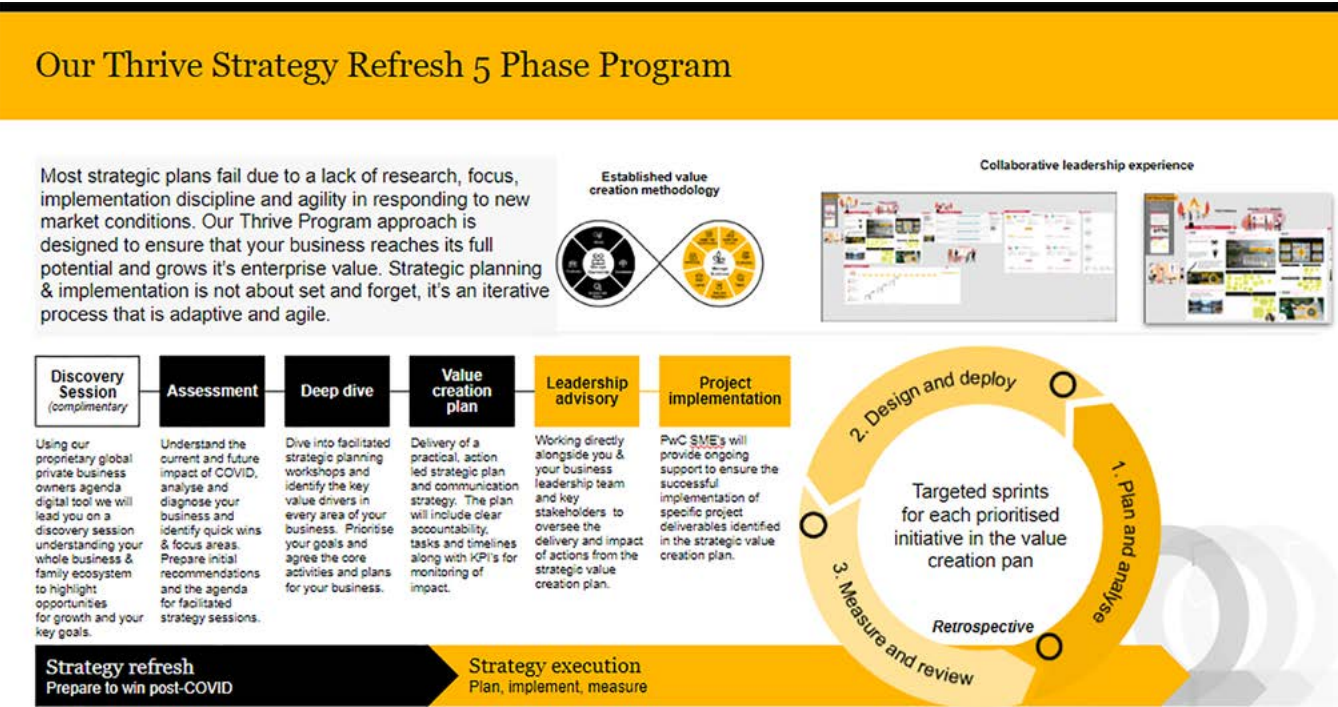 Our Thrive Strategy Refresh 5 Phase Program
Most strategic plans fail due to a lack of research, focus,
implementation discipline and agility in responding to new
market conditions. Our Thrive Program approach is
designed to ensure that your business reaches its full
potential and grows it's enterprise value. Strategic planning
& implementation is not about set and forget, it's an iterative
process that is adaptive and agile.
Established value
creation methodology
Collaborative leadership experience
Discovery
Session
(complimentary
Using our
proprietary global
private business
owners agenda
digital tool we will
lead you on a
discovery session
understanding your
whole business &
family ecosystem
to highlight
opportunities
for growth and your
key goals.
Assessment
Understand the
current and future
impact of COVID,
analyse and
diagnose your
business and
identify quick wins
& focus areas.
Prepare initial
recommendations
and the agenda
for facilitated
strategy sessions.
Deep dive
Dive into facilitated
strategic planning
workshops and
identify the key
value drivers in
every area of your
business. Prioritise
your goals and
agree the core
activities and plans
for your business.
Value
creation
plan
Delivery of a
practical, action
led strategic plan
and communication
strategy. The plan
will include clear
accountability,
tasks and timelines
along with KPI's for
monitoring of
impact.
Leadership
advisory
Working directly
alongside you &
your business
leadership team
and key
stakeholders to
oversee the
delivery and impact
of actions from the
strategic value
creation plan.
Project
implementation
PwC SME's will
provide ongoing
support to ensure the
successful
implementation of
specific project
deliverables identified
in the strategic value
creation plan.
1. Plan and analyse
2. Design and deploy
3. Measure and review
Targeted sprints
for each prioritised
initiative in the value
creation pan
Retrospective
Strategy refresh
Prepare to win post-COVID
Strategy execution
Plan, implement, measure